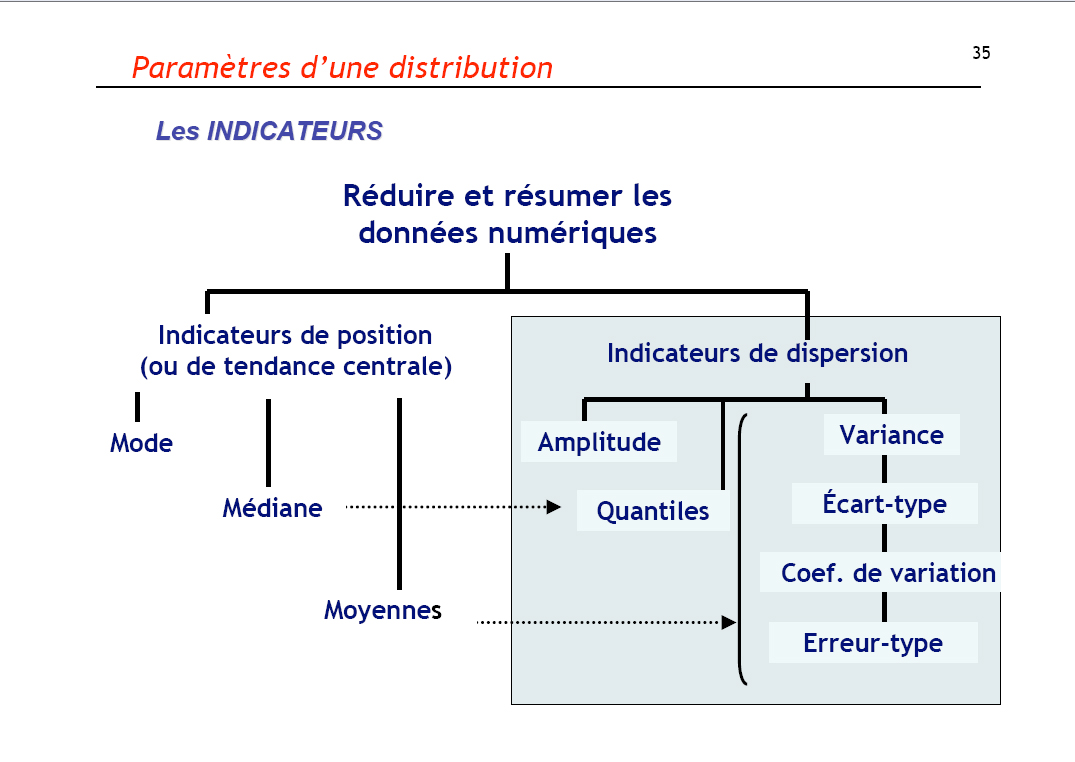 35
Paramètres d’une distribution
Les INDICATEURS
Réduire et résumer les
données numériques
Indicateurs de position
(ou de tendance centrale)
Mode
Médiane
Moyennes
Indicateurs de dispersion
Amplitude
Quantiles
Variance
Écart-type
Coef. de variation
Erreur-type